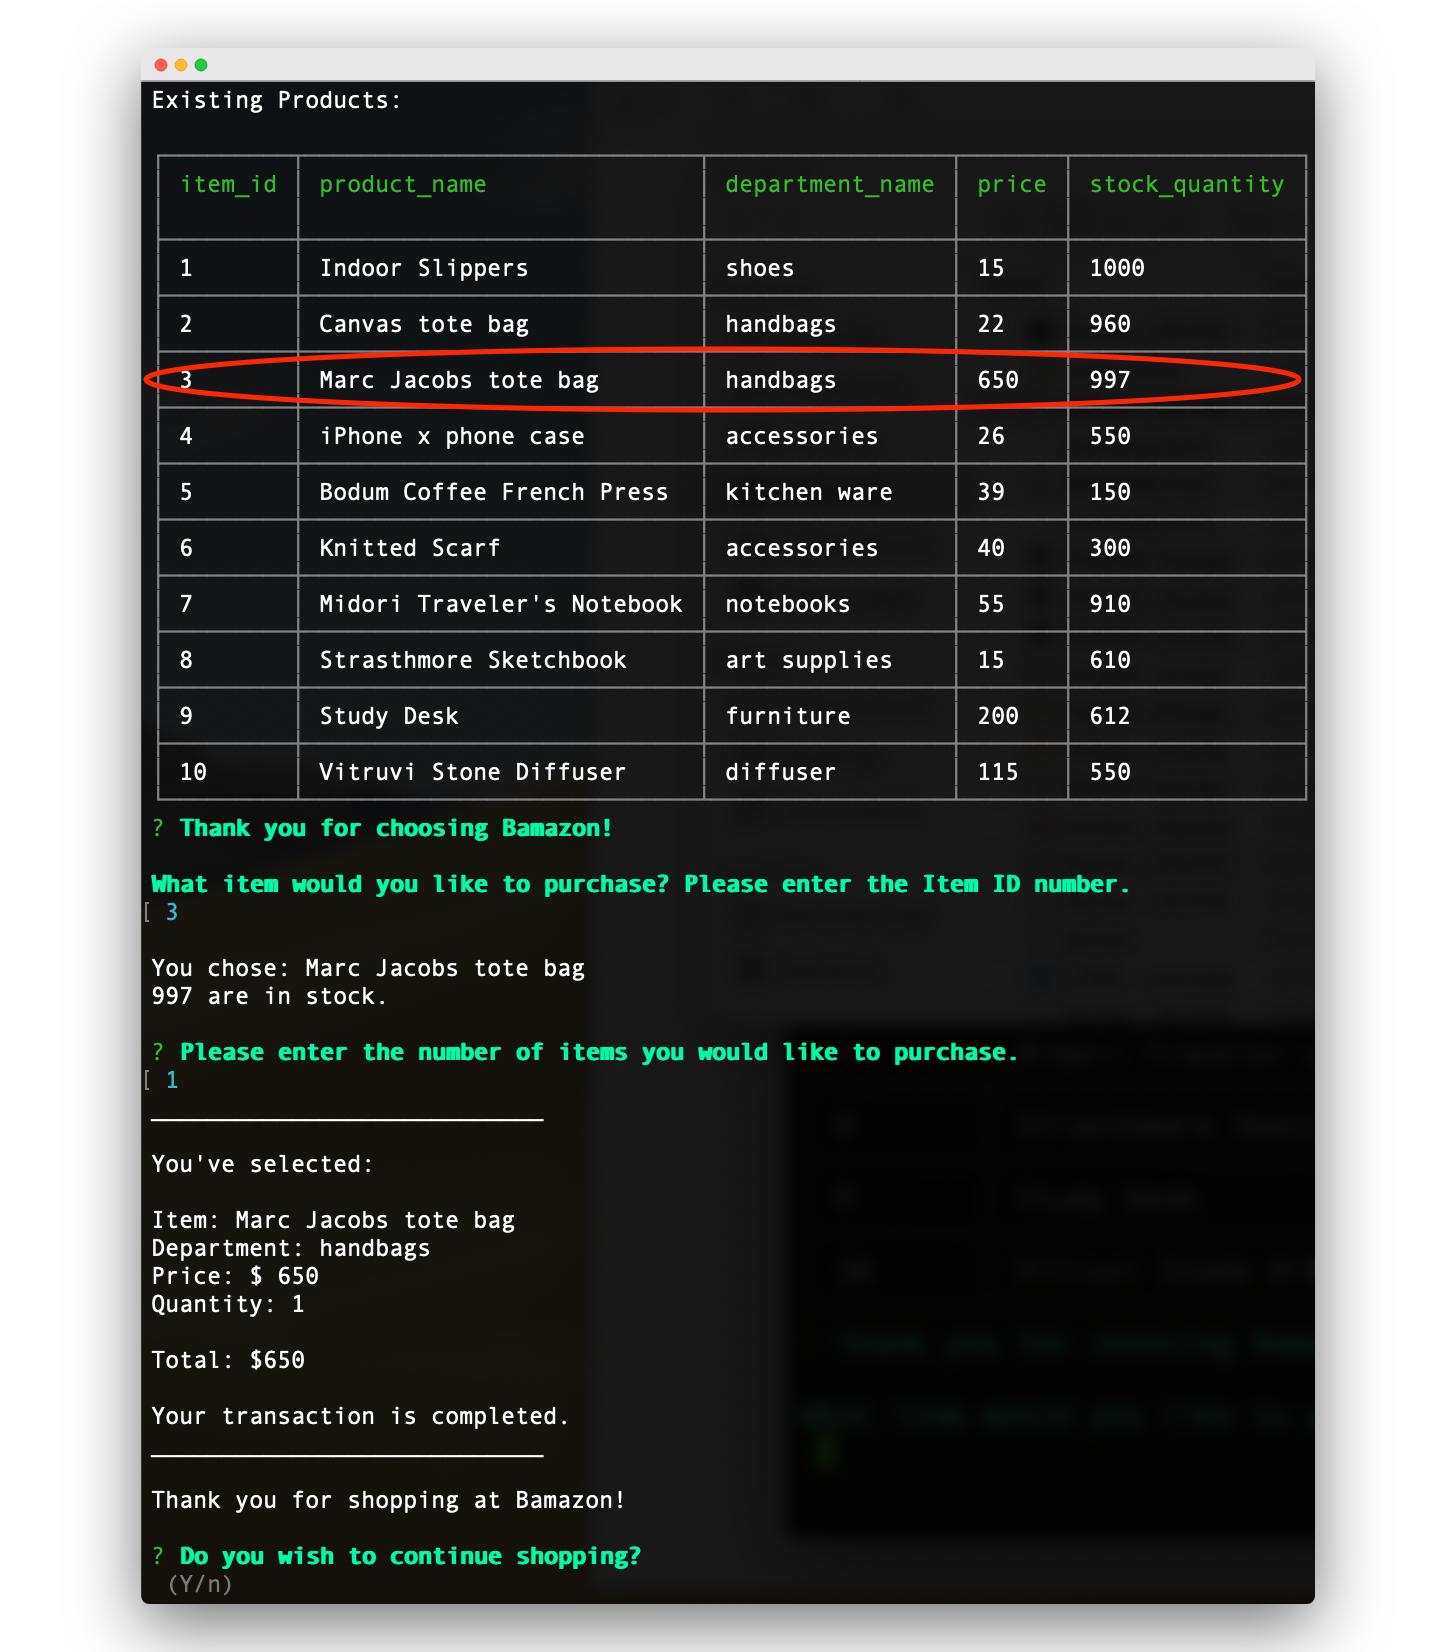 Existing Products:
item_id product_name department_name price stock_quantity
1 Indoor Slippers shoes 15 1000
2 Canvas tote bag handbags 22 960
3 Marc Jacobs tote bag handbags 650 997
4 iPhone x phone case accessories 26 550
5 Bodum Coffee French Press kitchen ware 39 150
6 Knitted Scarf accessories 40 300
7 Midori Traveler's Notebook notebooks 55 910
8 Strasthmore Sketchbook art supplies 15 610
9 Study Desk furniture 200 612
10 Vitruvi Stone Diffuser diffuser 115 550
? Thank you for choosing Bamazon!
What item would you like to purchase? Please enter the Item ID number.
[ 3
You chose: Marc Jacobs tote bag
997 are in stock.
? Please enter the number of items you would like to purchase.
[ 1
You've selected:
Item: Marc Jacobs tote bag
Department: handbags
Price: $ 650
Quantity: 1
Total: $650
Your transaction is completed.
Thank you for shopping at Bamazon!
? Do you wish to continue shopping?
(Y/n)